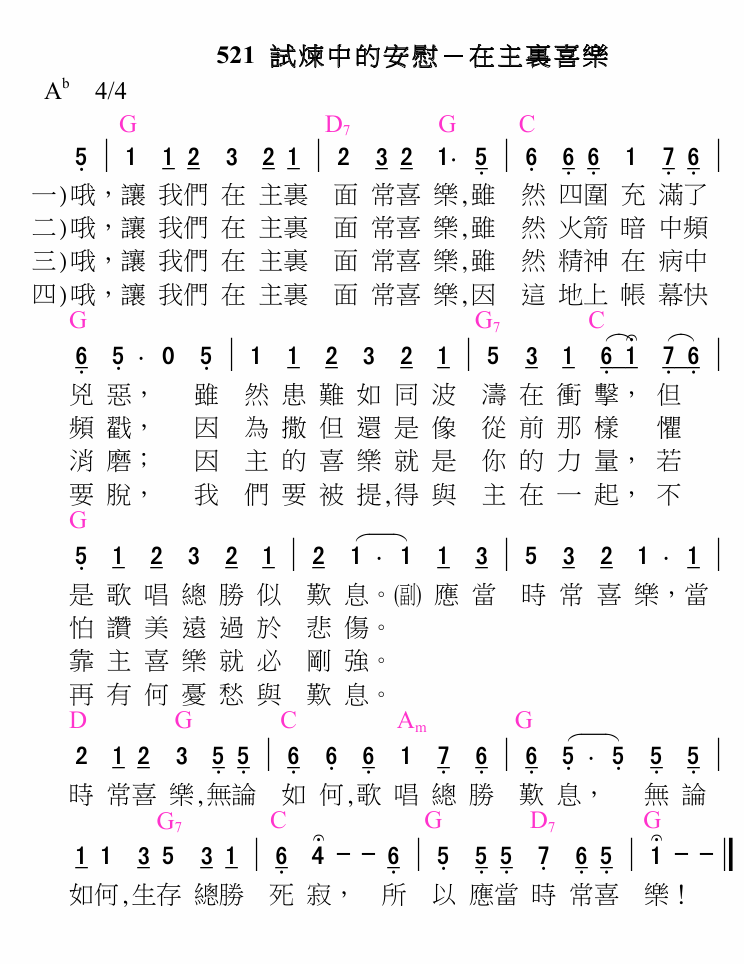 521 試煉中的安慰－在主裏喜樂
A♭ 4/4
G D7 G C
5 | 1 1 2 3 2 1 | 2 3 2 1· 5 | 6 6 6 1 7 6 |
一)哦，讓 我們 在 主裏 面 常喜 樂,雖 然 四圍 充 滿了
二)哦，讓 我們 在 主裏 面 常喜 樂,雖 然 火箭 暗 中頻
三)哦，讓 我們 在 主裏 面 常喜 樂,雖 然 精神 在 病中
四)哦，讓 我們 在 主裏 面 常喜 樂,因 這 地上 帳 幕快
G G7 C
6 5 · 0 5 | 1 1 2 3 2 1 | 5 3 1 6 1 7 6 |
兇 惡， 雖 然 患 難 如 同 波 濤 在 衝 擊， 但
頻 戳， 因 為 撒 但 還 是 像 從 前 那 樣 懼
消 磨； 因 主 的 喜 樂 就 是 你 的 力 量， 若
要 脫， 我 們 要 被 提,得 與 主 在 一 起， 不
G
5 1 2 3 2 1 | 2 1 · 1 1 3 | 5 3 2 1 · 1 |
是 歌 唱 總 勝 似 歎 息。(副) 應 當 時 常 喜 樂，當
怕 讚 美 遠 過 於 悲 傷。
靠 主 喜 樂 就 必 剛 強。
再 有 何 憂 愁 與 歎 息。
D G C Am G
2 1 2 3 5 5 | 6 6 6 1 7 6 | 6 5 · 5 5 5 |
時 常喜 樂,無論 如 何,歌 唱 總 勝 歎 息， 無 論
G7 C G D7 G
1 1 3 5 3 1 | 6 4 － － 6 | 5 5 5 7 6 5 | 1 － － ‖
如何,生存 總勝 死 寂， 所 以 應當 時 常喜 樂！